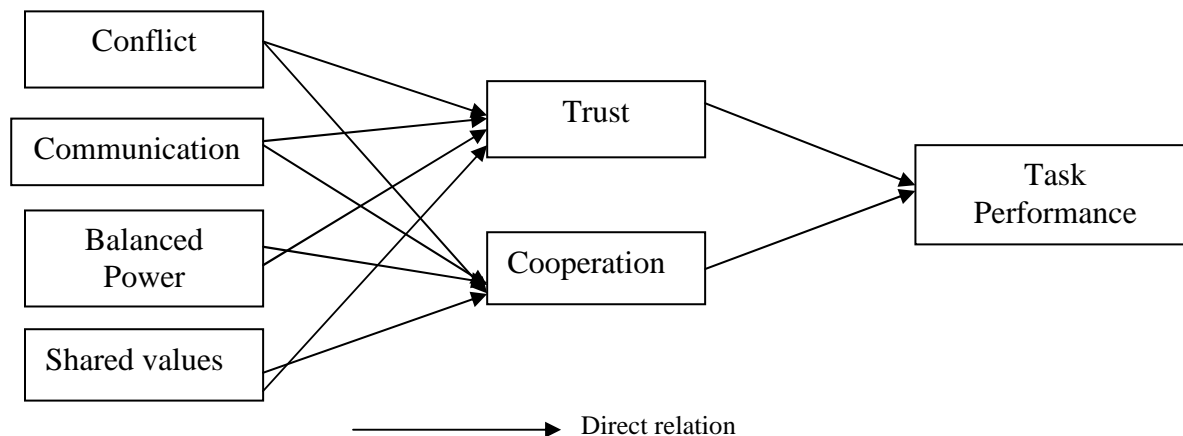 Conflict
Communication
Balanced
Power
Shared values
Trust
Cooperation
Task
Performance
Direct relation